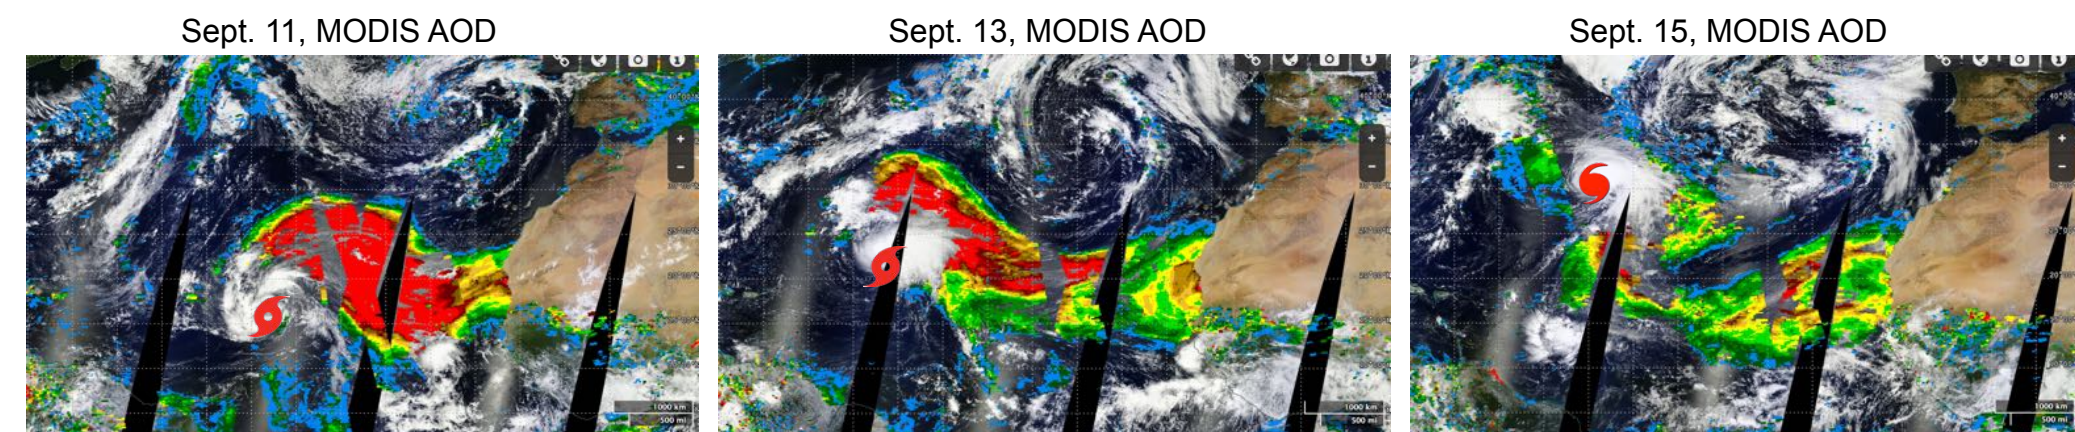 Sept. 11, MODIS AOD
Sept. 13, MODIS AOD
Sept. 15, MODIS AOD
+
−
1000 km
500 mi
+
−
1000 km
500 mi
+
−
1000 km
500 mi